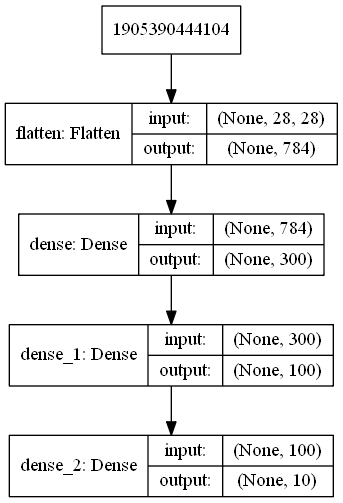 1905390444104
flatten: Flatten
input: (None, 28, 28)
output: (None, 784)
dense: Dense
input: (None, 784)
output: (None, 300)
dense_1: Dense
input: (None, 300)
output: (None, 100)
dense_2: Dense
input: (None, 100)
output: (None, 10)